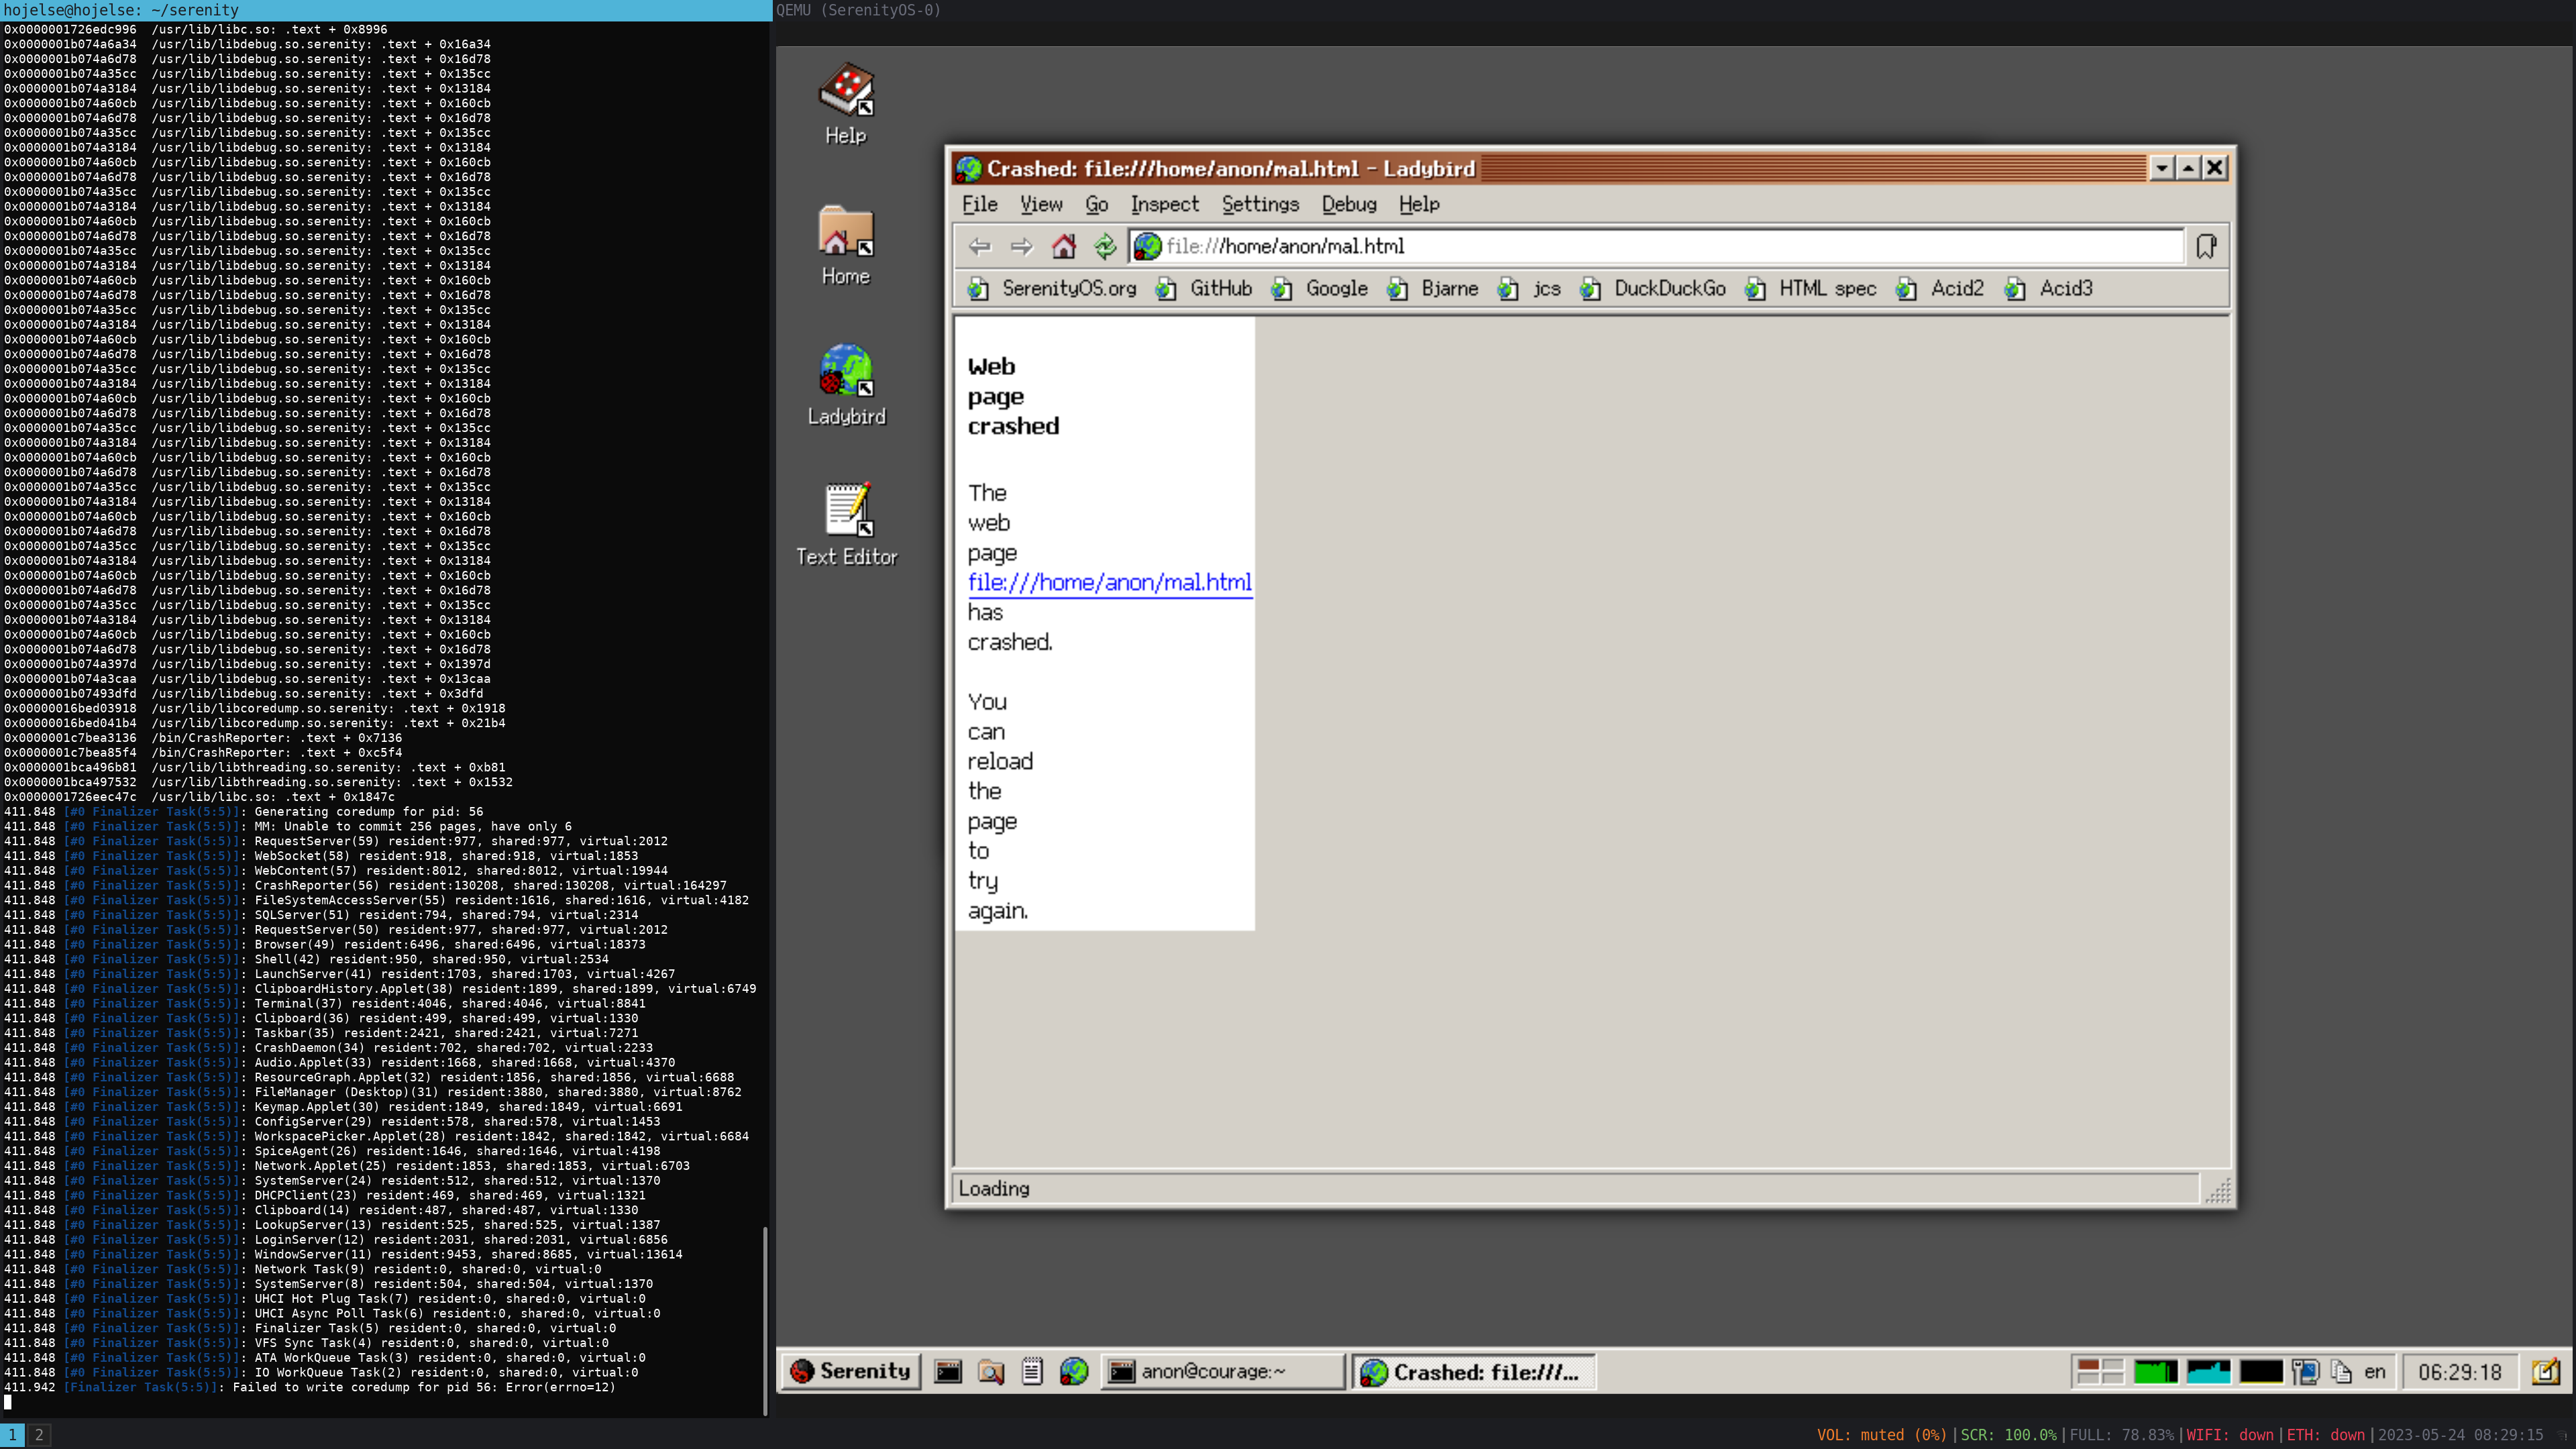 hojelse@hojelse: ~/serenity
0x0000001726edc996  /usr/lib/libc.so: .text + 0x8996
0x0000001b074a6a34  /usr/lib/libdebug.so.serenity: .text + 0x16a34
0x0000001b074a6d78  /usr/lib/libdebug.so.serenity: .text + 0x16d78
0x0000001b074a35cc  /usr/lib/libdebug.so.serenity: .text + 0x135cc
0x0000001b074a3184  /usr/lib/libdebug.so.serenity: .text + 0x13184
0x0000001b074a60cb  /usr/lib/libdebug.so.serenity: .text + 0x160cb
0x0000001b074a6d78  /usr/lib/libdebug.so.serenity: .text + 0x16d78
0x0000001b074a35cc  /usr/lib/libdebug.so.serenity: .text + 0x135cc
0x0000001b074a3184  /usr/lib/libdebug.so.serenity: .text + 0x13184
0x0000001b074a60cb  /usr/lib/libdebug.so.serenity: .text + 0x160cb
0x0000001b074a6d78  /usr/lib/libdebug.so.serenity: .text + 0x16d78
0x0000001b074a35cc  /usr/lib/libdebug.so.serenity: .text + 0x135cc
0x0000001b074a3184  /usr/lib/libdebug.so.serenity: .text + 0x13184
0x0000001b074a60cb  /usr/lib/libdebug.so.serenity: .text + 0x160cb
0x0000001b074a6d78  /usr/lib/libdebug.so.serenity: .text + 0x16d78
0x0000001b074a35cc  /usr/lib/libdebug.so.serenity: .text + 0x135cc
0x0000001b074a3184  /usr/lib/libdebug.so.serenity: .text + 0x13184
0x0000001b074a60cb  /usr/lib/libdebug.so.serenity: .text + 0x160cb
0x0000001b074a6d78  /usr/lib/libdebug.so.serenity: .text + 0x16d78
0x0000001b074a35cc  /usr/lib/libdebug.so.serenity: .text + 0x135cc
0x0000001b074a3184  /usr/lib/libdebug.so.serenity: .text + 0x13184
0x0000001b074a60cb  /usr/lib/libdebug.so.serenity: .text + 0x160cb
0x0000001b074a6d78  /usr/lib/libdebug.so.serenity: .text + 0x16d78
0x0000001b074a35cc  /usr/lib/libdebug.so.serenity: .text + 0x135cc
0x0000001b074a3184  /usr/lib/libdebug.so.serenity: .text + 0x13184
0x0000001b074a60cb  /usr/lib/libdebug.so.serenity: .text + 0x160cb
0x0000001b074a6d78  /usr/lib/libdebug.so.serenity: .text + 0x16d78
0x0000001b074a35cc  /usr/lib/libdebug.so.serenity: .text + 0x135cc
0x0000001b074a3184  /usr/lib/libdebug.so.serenity: .text + 0x13184
0x0000001b074a60cb  /usr/lib/libdebug.so.serenity: .text + 0x160cb
0x0000001b074a6d78  /usr/lib/libdebug.so.serenity: .text + 0x16d78
0x0000001b074a35cc  /usr/lib/libdebug.so.serenity: .text + 0x135cc
0x0000001b074a3184  /usr/lib/libdebug.so.serenity: .text + 0x13184
0x0000001b074a60cb  /usr/lib/libdebug.so.serenity: .text + 0x160cb
0x0000001b074a6d78  /usr/lib/libdebug.so.serenity: .text + 0x16d78
0x0000001b074a35cc  /usr/lib/libdebug.so.serenity: .text + 0x135cc
0x0000001b074a3184  /usr/lib/libdebug.so.serenity: .text + 0x13184
0x0000001b074a60cb  /usr/lib/libdebug.so.serenity: .text + 0x160cb
0x0000001b074a6d78  /usr/lib/libdebug.so.serenity: .text + 0x16d78
0x0000001b074a35cc  /usr/lib/libdebug.so.serenity: .text + 0x135cc
0x0000001b074a3184  /usr/lib/libdebug.so.serenity: .text + 0x13184
0x0000001b074a60cb  /usr/lib/libdebug.so.serenity: .text + 0x160cb
0x0000001b074a6d78  /usr/lib/libdebug.so.serenity: .text + 0x16d78
0x0000001b074a397d  /usr/lib/libdebug.so.serenity: .text + 0x1397d
0x0000001b074a3caa  /usr/lib/libdebug.so.serenity: .text + 0x13caa
0x0000001b07493dfd  /usr/lib/libdebug.so.serenity: .text + 0x3dfd
0x00000016bed03918  /usr/lib/libcoredump.so.serenity: .text + 0x1918
0x00000016bed041b4  /usr/lib/libcoredump.so.serenity: .text + 0x21b4
0x0000001c7bea3136  /bin/CrashReporter: .text + 0x7136
0x0000001c7bea85f4  /bin/CrashReporter: .text + 0xc5f4
0x0000001bca496b81  /usr/lib/libthreading.so.serenity: .text + 0xb81
0x0000001bca497532  /usr/lib/libthreading.so.serenity: .text + 0x1532
0x0000001726eec47c  /usr/lib/libc.so: .text + 0x1847c
411.848 [#0 Finalizer Task(5:5)]: Generating coredump for pid: 56
411.848 [#0 Finalizer Task(5:5)]: MM: Unable to commit 256 pages, have only 6
411.848 [#0 Finalizer Task(5:5)]: RequestServer(59) resident:977, shared:977, virtual:2012
411.848 [#0 Finalizer Task(5:5)]: WebSocket(58) resident:918, shared:918, virtual:1853
411.848 [#0 Finalizer Task(5:5)]: WebContent(57) resident:8012, shared:8012, virtual:19944
411.848 [#0 Finalizer Task(5:5)]: CrashReporter(56) resident:130208, shared:130208, virtual:164297
411.848 [#0 Finalizer Task(5:5)]: FileSystemAccessServer(55) resident:1616, shared:1616, virtual:4182
411.848 [#0 Finalizer Task(5:5)]: SQLServer(51) resident:794, shared:794, virtual:2314
411.848 [#0 Finalizer Task(5:5)]: RequestServer(50) resident:977, shared:977, virtual:2012
411.848 [#0 Finalizer Task(5:5)]: Browser(49) resident:6496, shared:6496, virtual:18373
411.848 [#0 Finalizer Task(5:5)]: Shell(42) resident:950, shared:950, virtual:2534
411.848 [#0 Finalizer Task(5:5)]: LaunchServer(41) resident:1703, shared:1703, virtual:4267
411.848 [#0 Finalizer Task(5:5)]: ClipboardHistory.Applet(38) resident:1899, shared:1899, virtual:6749
411.848 [#0 Finalizer Task(5:5)]: Terminal(37) resident:4046, shared:4046, virtual:8841
411.848 [#0 Finalizer Task(5:5)]: Clipboard(36) resident:499, shared:499, virtual:1330
411.848 [#0 Finalizer Task(5:5)]: Taskbar(35) resident:2421, shared:2421, virtual:7271
411.848 [#0 Finalizer Task(5:5)]: CrashDaemon(34) resident:702, shared:702, virtual:2233
411.848 [#0 Finalizer Task(5:5)]: Audio.Applet(33) resident:1668, shared:1668, virtual:4370
411.848 [#0 Finalizer Task(5:5)]: ResourceGraph.Applet(32) resident:1856, shared:1856, virtual:6688
411.848 [#0 Finalizer Task(5:5)]: FileManager (Desktop)(31) resident:3880, shared:3880, virtual:8762
411.848 [#0 Finalizer Task(5:5)]: Keymap.Applet(30) resident:1849, shared:1849, virtual:6691
411.848 [#0 Finalizer Task(5:5)]: ConfigServer(29) resident:578, shared:578, virtual:1453
411.848 [#0 Finalizer Task(5:5)]: WorkspacePicker.Applet(28) resident:1842, shared:1842, virtual:6684
411.848 [#0 Finalizer Task(5:5)]: SpiceAgent(26) resident:1646, shared:1646, virtual:4198
411.848 [#0 Finalizer Task(5:5)]: Network.Applet(25) resident:1853, shared:1853, virtual:6703
411.848 [#0 Finalizer Task(5:5)]: SystemServer(24) resident:512, shared:512, virtual:1370
411.848 [#0 Finalizer Task(5:5)]: DHCPClient(23) resident:469, shared:469, virtual:1321
411.848 [#0 Finalizer Task(5:5)]: Clipboard(14) resident:487, shared:487, virtual:1330
411.848 [#0 Finalizer Task(5:5)]: LookupServer(13) resident:525, shared:525, virtual:1387
411.848 [#0 Finalizer Task(5:5)]: LoginServer(12) resident:2031, shared:2031, virtual:6856
411.848 [#0 Finalizer Task(5:5)]: WindowServer(11) resident:9453, shared:8685, virtual:13614
411.848 [#0 Finalizer Task(5:5)]: Network Task(9) resident:0, shared:0, virtual:0
411.848 [#0 Finalizer Task(5:5)]: SystemServer(8) resident:504, shared:504, virtual:1370
411.848 [#0 Finalizer Task(5:5)]: UHCI Hot Plug Task(7) resident:0, shared:0, virtual:0
411.848 [#0 Finalizer Task(5:5)]: UHCI Async Poll Task(6) resident:0, shared:0, virtual:0
411.848 [#0 Finalizer Task(5:5)]: Finalizer Task(5) resident:0, shared:0, virtual:0
411.848 [#0 Finalizer Task(5:5)]: VFS Sync Task(4) resident:0, shared:0, virtual:0
411.848 [#0 Finalizer Task(5:5)]: ATA WorkQueue Task(3) resident:0, shared:0, virtual:0
411.848 [#0 Finalizer Task(5:5)]: IO WorkQueue Task(2) resident:0, shared:0, virtual:0
411.942 [Finalizer Task(5:5)]: Failed to write coredump for pid 56: Error(errno=12)
QEMU (SerenityOS-0)
Help
Home
Ladybird
Text Editor
Crashed: file:///home/anon/mal.html - Ladybird
File View Go Inspect Settings Debug Help
file:///home/anon/mal.html
SerenityOS.org GitHub Google Bjarne jcs DuckDuckGo HTML spec Acid2 Acid3
Web
page
crashed
The
web
page
file:///home/anon/mal.html
has
crashed.
You
can
reload
the
page
to
try
again.
Loading
Serenity anon@courage:~ Crashed: file:///... en 06:29:18
1 2 VOL: muted (0%)|SCR: 100.0%|FULL: 78.83%|WIFI: down|ETH: down|2023-05-24 08:29:15